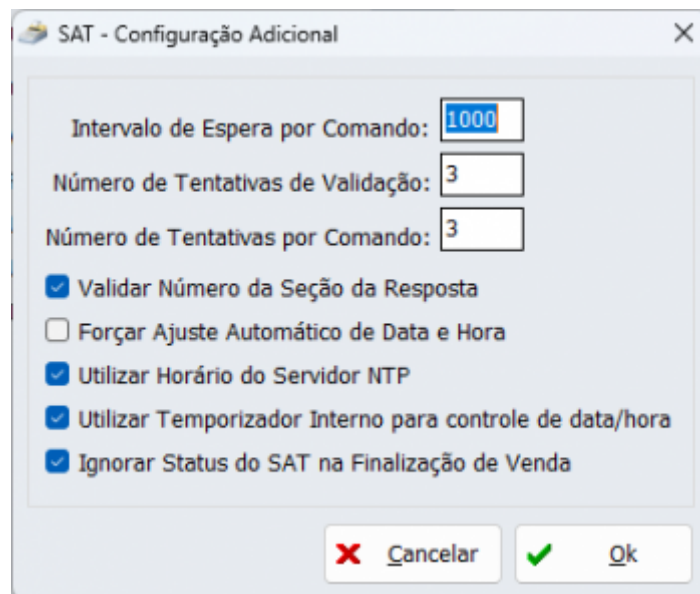 SAT - Configuração Adicional
Intervalo de Espera por Comando: 1000
Número de Tentativas de Validação: 3
Número de Tentativas por Comando: 3
Validar Número da Seção da Resposta
Forçar Ajuste Automático de Data e Hora
Utilizar Horário do Servidor NTP
Utilizar Temporizador Interno para controle de data/hora
Ignorar Status do SAT na Finalização de Venda
Cancelar Ok